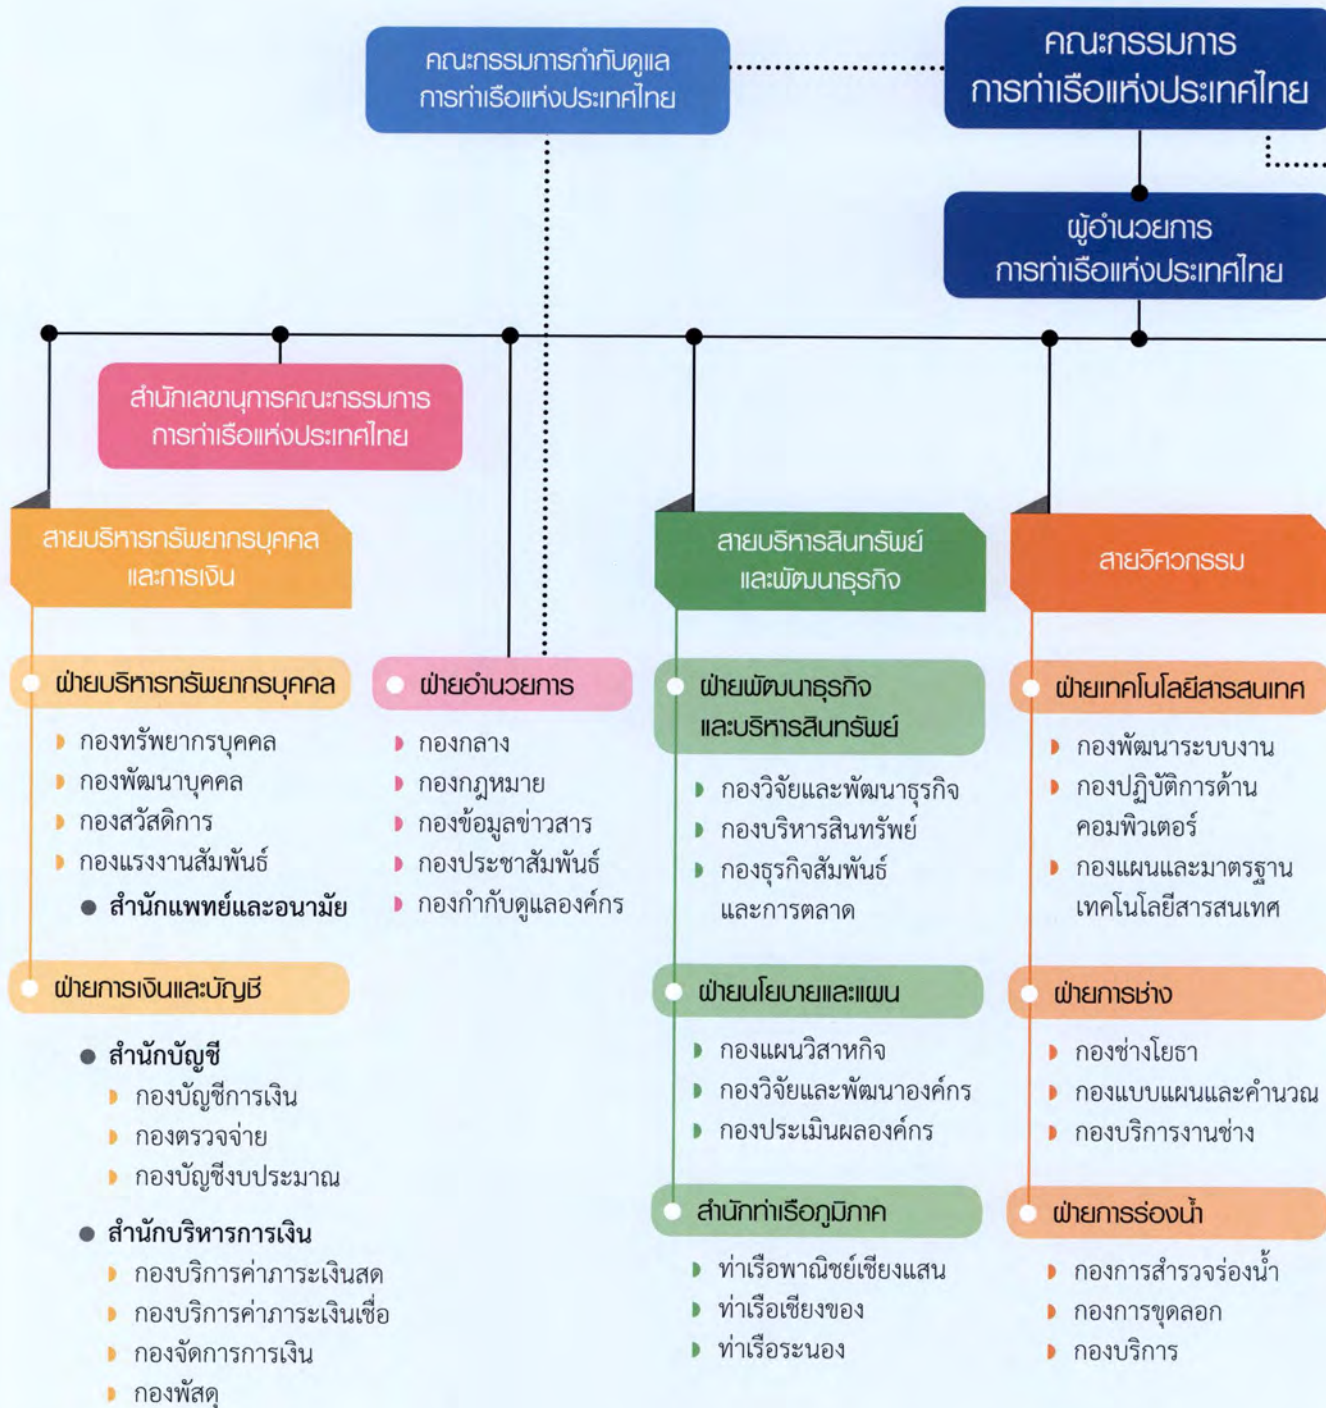 คณะกรรมการกำกับดูแล
การท่าเรือแห่งประเทศไทย
คณะกรรมการ
การท่าเรือแห่งประเทศไทย
ผู้อำนวยการ
การท่าเรือแห่งประเทศไทย
สำนักเลขานุการคณะกรรมการ
การท่าเรือแห่งประเทศไทย
สายบริหารทรัพยากรบุคคล
และการเงิน
ฝ่ายบริหารทรัพยากรบุคคล
กองทรัพยากรบุคคล
กองพัฒนาบุคคล
กองสวัสดิการ
กองแรงงานสัมพันธ์
สำนักแพทย์และอนามัย
ฝ่ายการเงินและบัญชี
สำนักบัญชี
กองบัญชีการเงิน
กองตรวจจ่าย
กองบัญชีงบประมาณ
สำนักบริหารการเงิน
กองบริการค่าภาระเงินสด
กองบริการค่าภาระเงินเชื่อ
กองจัดการการเงิน
กองพัสดุ
ฝ่ายอำนวยการ
กองกลาง
กองกฎหมาย
กองข้อมูลข่าวสาร
กองประชาสัมพันธ์
กองกำกับดูแลองค์กร
สายบริหารสินทรัพย์
และพัฒนาธุรกิจ
ฝ่ายพัฒนาธุรกิจ
และบริหารสินทรัพย์
กองวิจัยและพัฒนาธุรกิจ
กองบริหารสินทรัพย์
กองธุรกิจสัมพันธ์
และการตลาด
ฝ่ายนโยบายและแผน
กองแผนวิสาหกิจ
กองวิจัยและพัฒนาองค์กร
กองประเมินผลองค์กร
สำนักท่าเรือภูมิภาค
ท่าเรือพาณิชย์เชียงแสน
ท่าเรือเชียงของ
ท่าเรือระนอง
สายวิศวกรรม
ฝ่ายเทคโนโลยีสารสนเทศ
กองพัฒนาระบบงาน
กองปฏิบัติการด้าน
คอมพิวเตอร์
กองแผนและมาตรฐาน
เทคโนโลยีสารสนเทศ
ฝ่ายการช่าง
กองช่างโยธา
กองแบบแผนและคำนวณ
กองบริการงานช่าง
ฝ่ายการร่องน้ำ
กองการสำรวจร่องน้ำ
กองการขุดลอก
กองบริการ